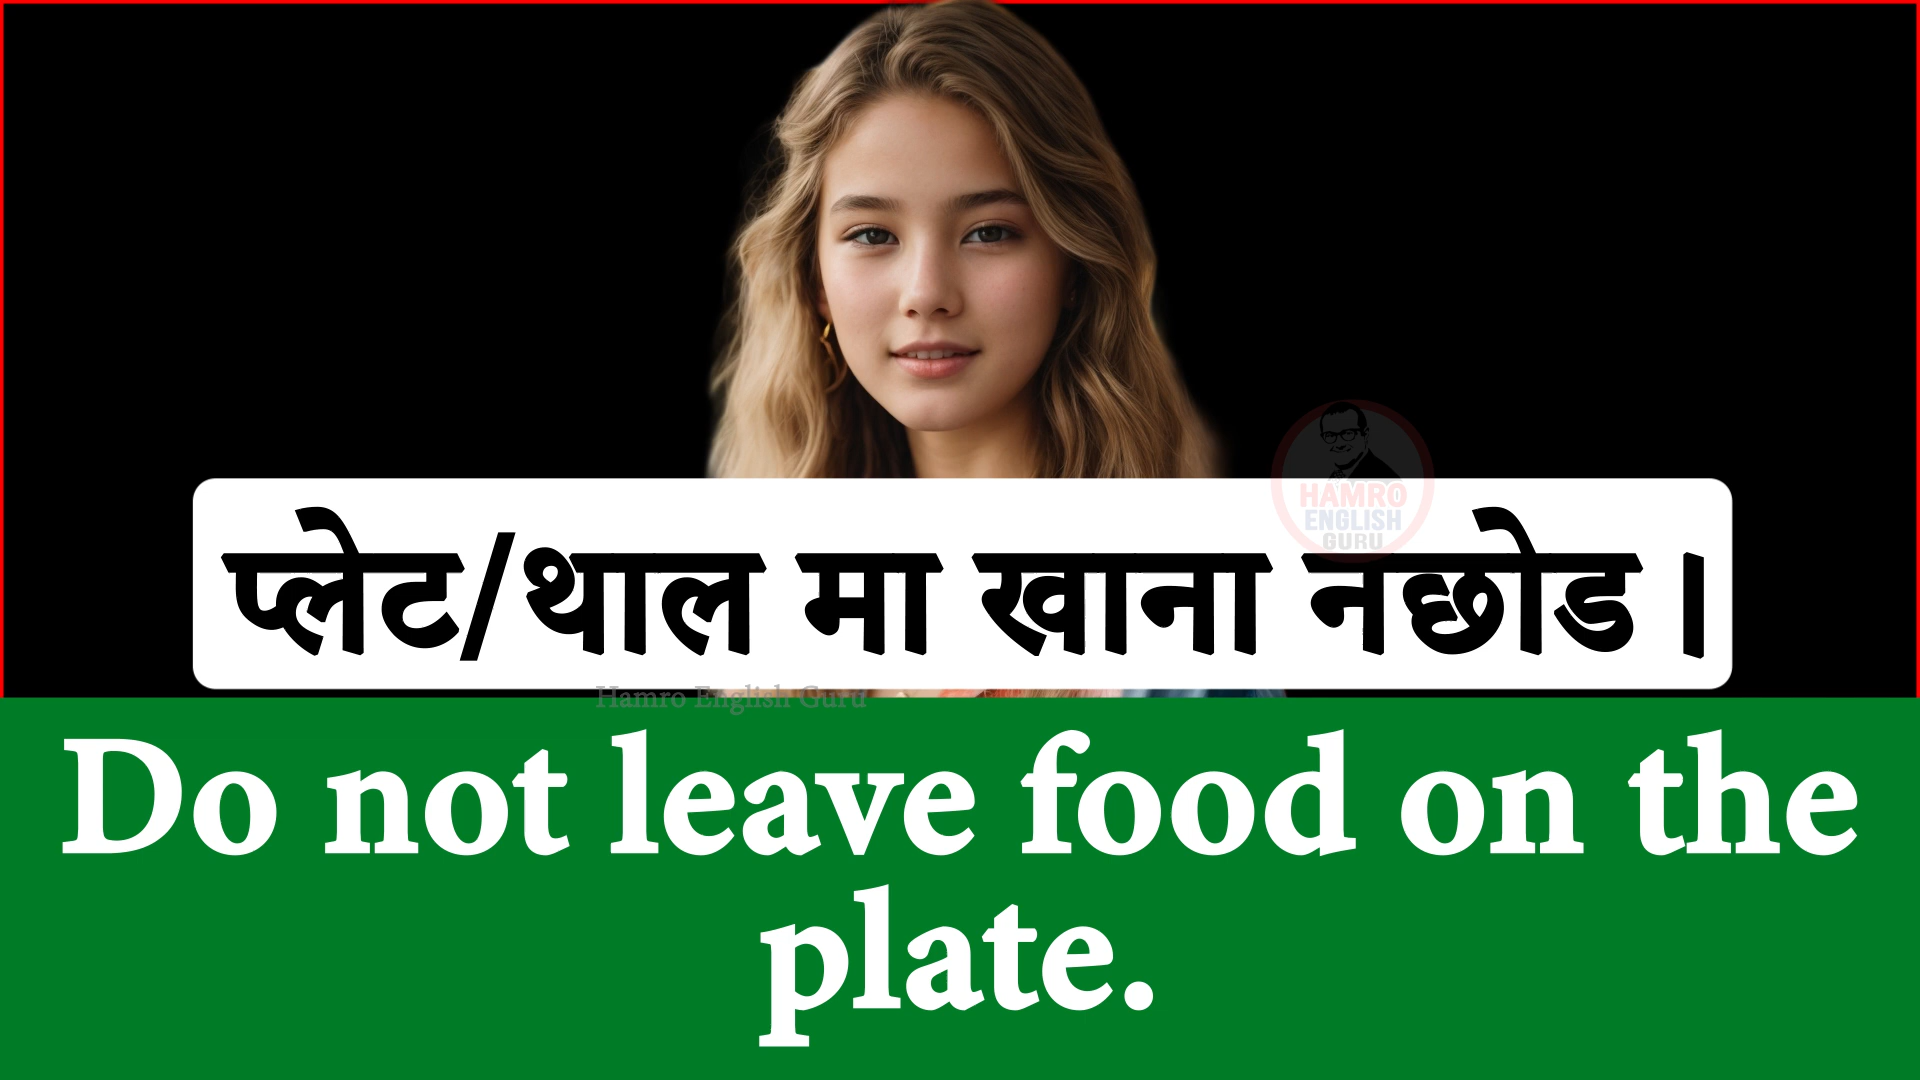 HAMRO
ENGLISH
GURU
प्लेट/थाल मा खाना नछोड ।
Hamro English Guru
Do not leave food on the
plate.